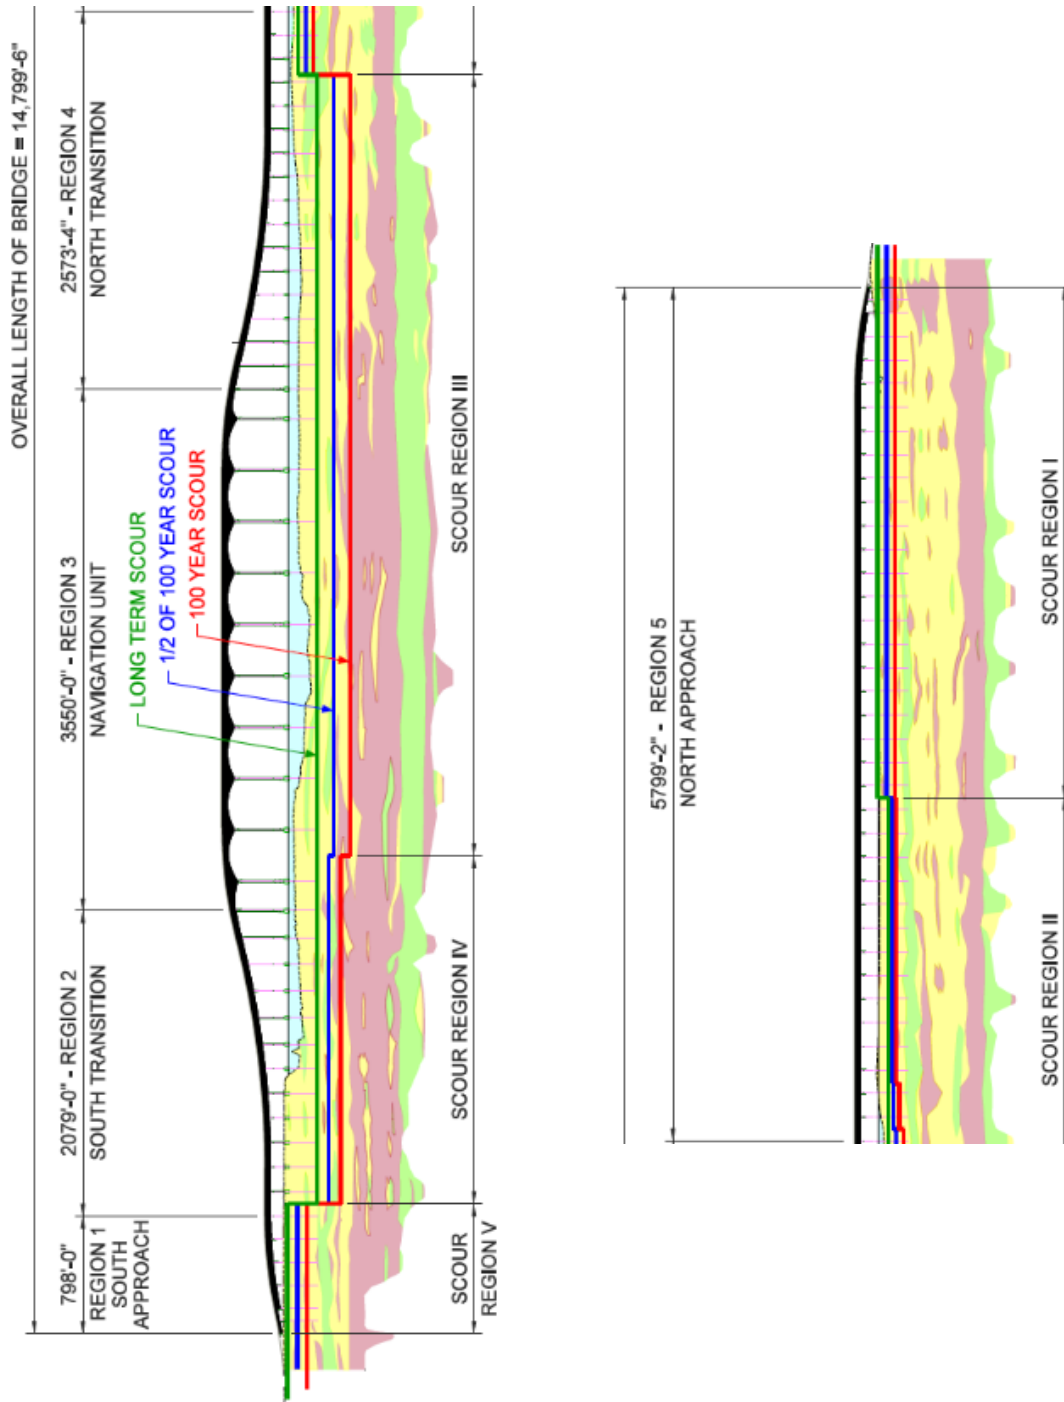 OVERALL LENGTH OF BRIDGE = 14,799'-6"
2573'-4" - REGION 4
NORTH TRANSITION
3550'-0" - REGION 3
NAVIGATION UNIT
2079'-0" - REGION 2
SOUTH TRANSITION
798'-0"
REGION 1
SOUTH
APPROACH
LONG TERM SCOUR
1/2 OF 100 YEAR SCOUR
100 YEAR SCOUR
SCOUR REGION III
SCOUR REGION IV
SCOUR
REGION V
5799'-2" - REGION 5
NORTH APPROACH
SCOUR REGION I
SCOUR REGION II